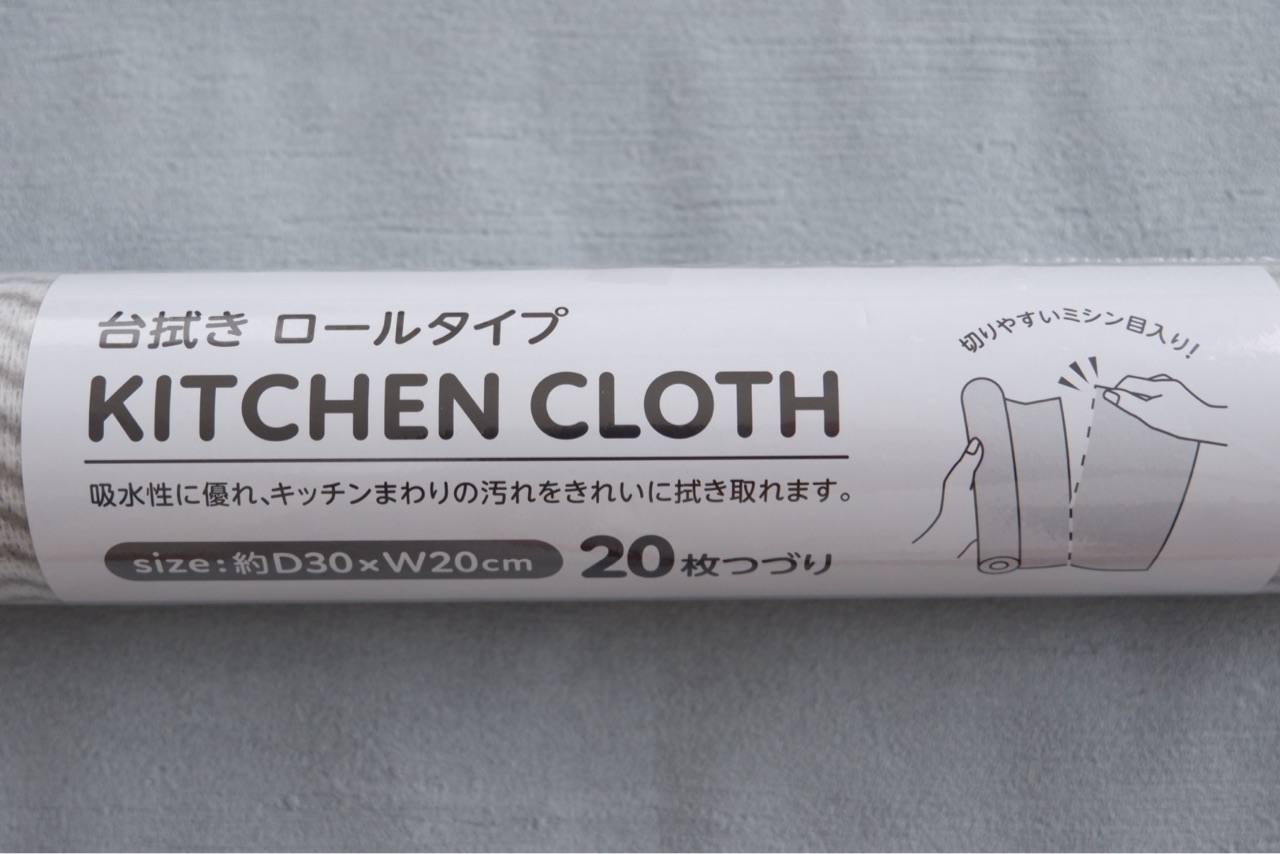 台拭き ロールタイプ
KITCHEN CLOTH
吸水性に優れ、キッチンまわりの汚れをきれいに拭き取れます。
size:約D30×W20cm
20枚つづり
切りやすいミシン目入り!